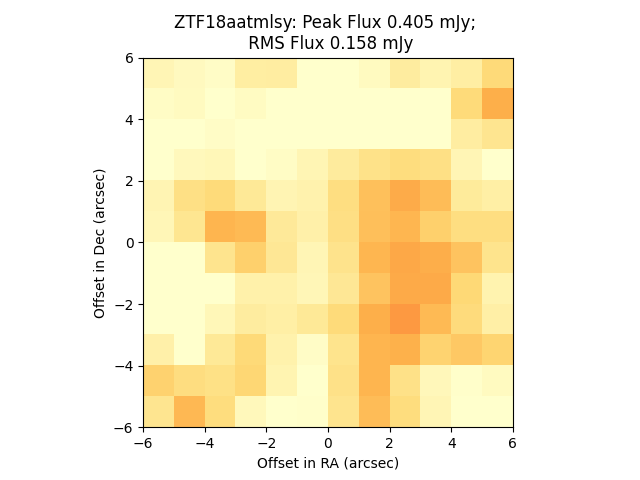 ZTF18aatmlsy: Peak Flux 0.405 mJy;
RMS Flux 0.158 mJy
6
4
2
0
−2
−4
−6
Offset in Dec (arcsec)
−6 −4 −2 0 2 4 6
Offset in RA (arcsec)